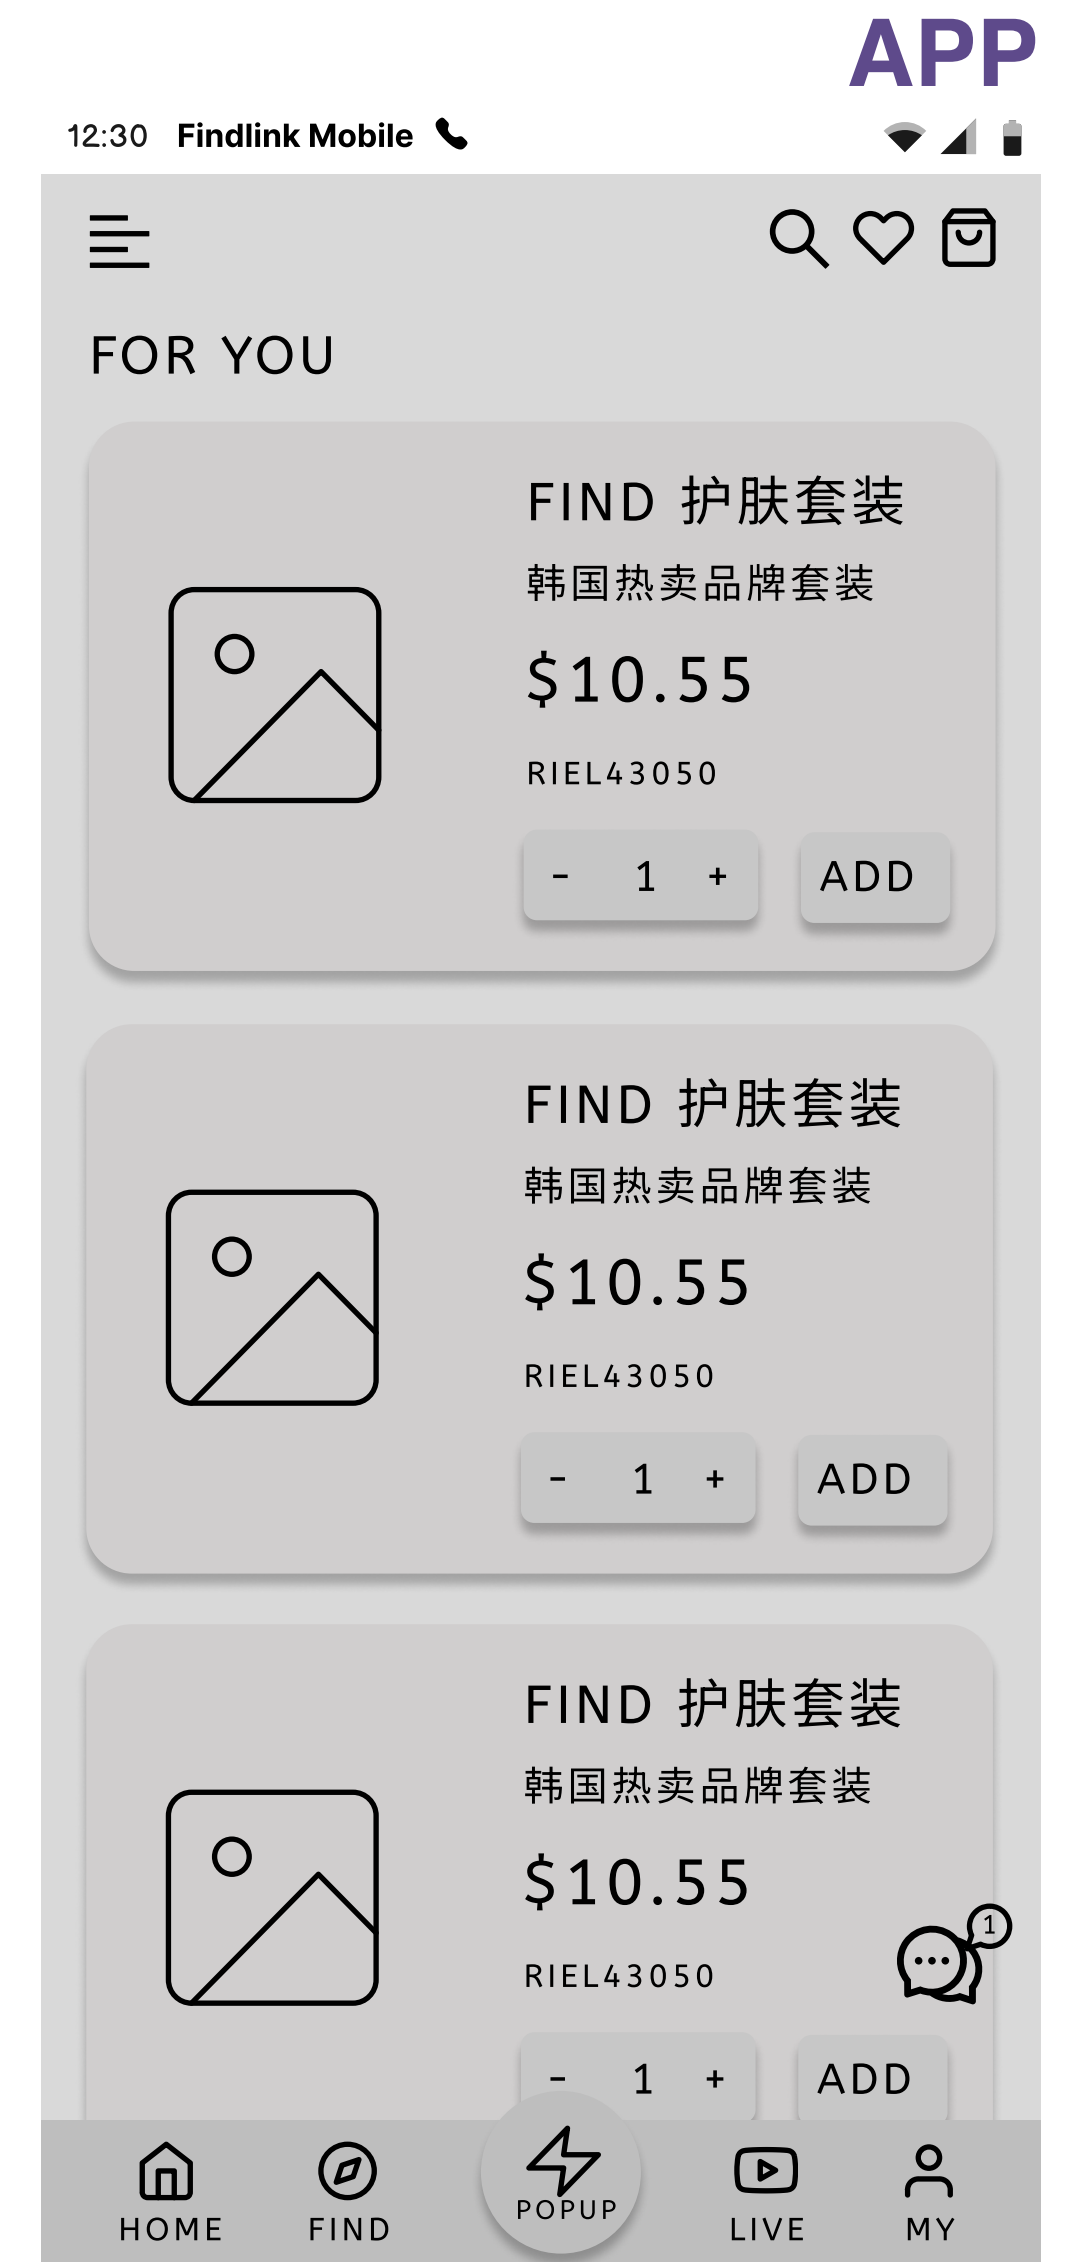 APP
12:30 Findlink Mobile
FOR YOU
FIND 护肤套装
韩国热卖品牌套装
$10.55
RIEL43050
- 1 + ADD
FIND 护肤套装
韩国热卖品牌套装
$10.55
RIEL43050
- 1 + ADD
FIND 护肤套装
韩国热卖品牌套装
$10.55
1
RIEL43050
- 1 + ADD
HOME FIND POPUP LIVE MY